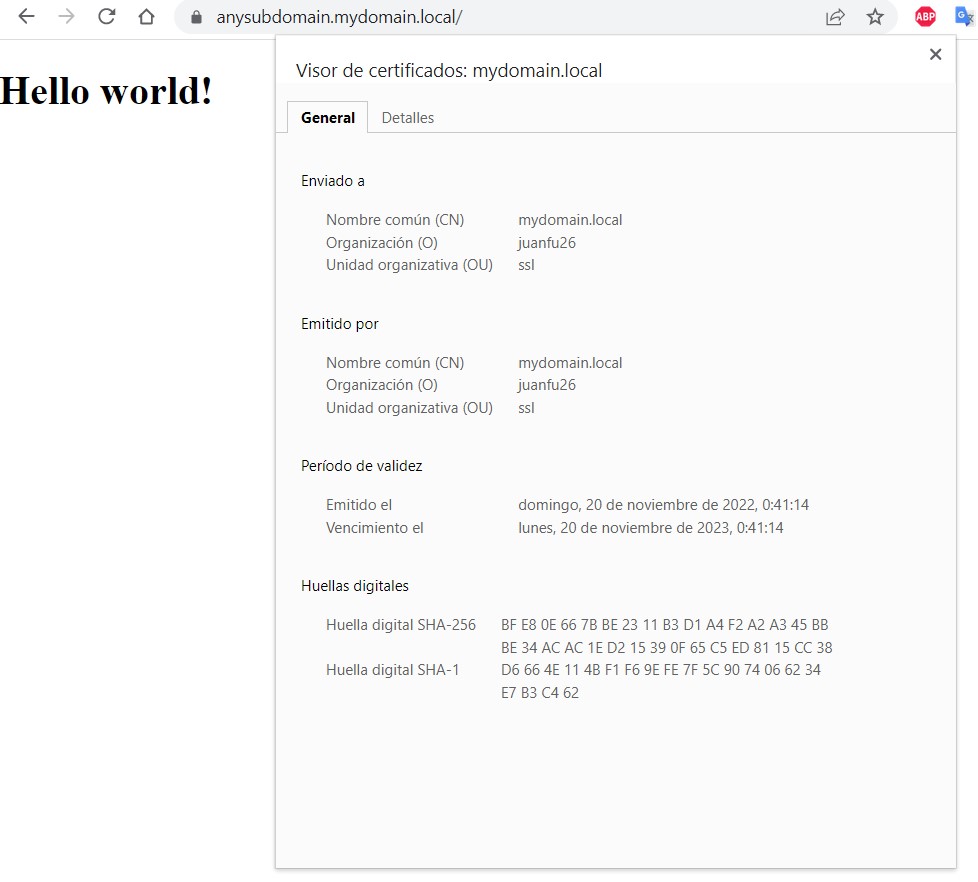 anysubdomain.mydomain.local/
ABP
G
Visor de certificados: mydomain.local
Hello world!
General Detalles
Enviado a
Nombre común (CN) mydomain.local
Organización (O) juanfu26
Unidad organizativa (OU) ssl
Emitido por
Nombre común (CN) mydomain.local
Organización (O) juanfu26
Unidad organizativa (OU) ssl
Período de validez
Emitido el domingo, 20 de noviembre de 2022, 0:41:14
Vencimiento el lunes, 20 de noviembre de 2023, 0:41:14
Huellas digitales
Huella digital SHA-256 BF E8 0E 66 7B BE 23 11 B3 D1 A4 F2 A2 A3 45 BB
BE 34 AC AC 1E D2 15 39 0F 65 C5 ED 81 15 CC 38
Huella digital SHA-1 D6 66 4E 11 4B F1 F6 9E FE 7F 5C 90 74 06 62 34
E7 B3 C4 62